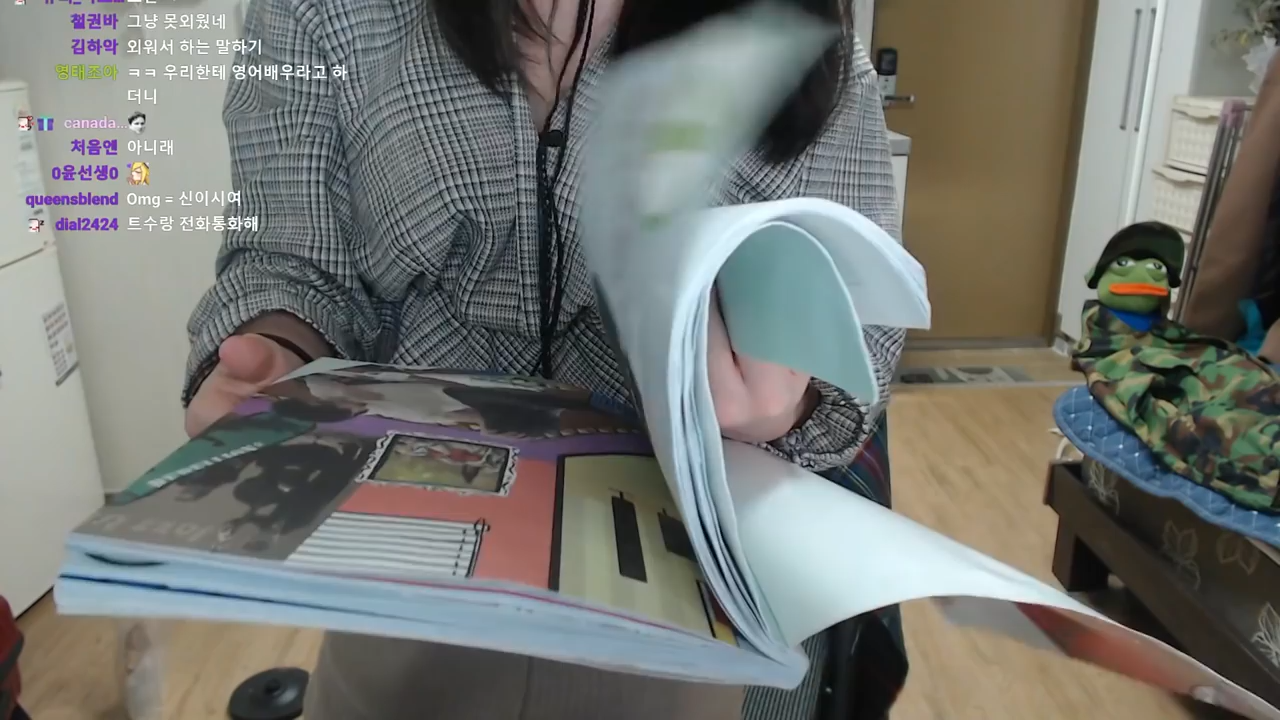 철권바 그냥 못외웠네
김하악 외워서 하는 말하기
영태조아 ㅋㅋ 우리한테 영어배우라고 하
더니
canada...
처음엔 아니래
0윤선생0
queensblend Omg = 신이시여
dial2424 트수랑 전화통화해